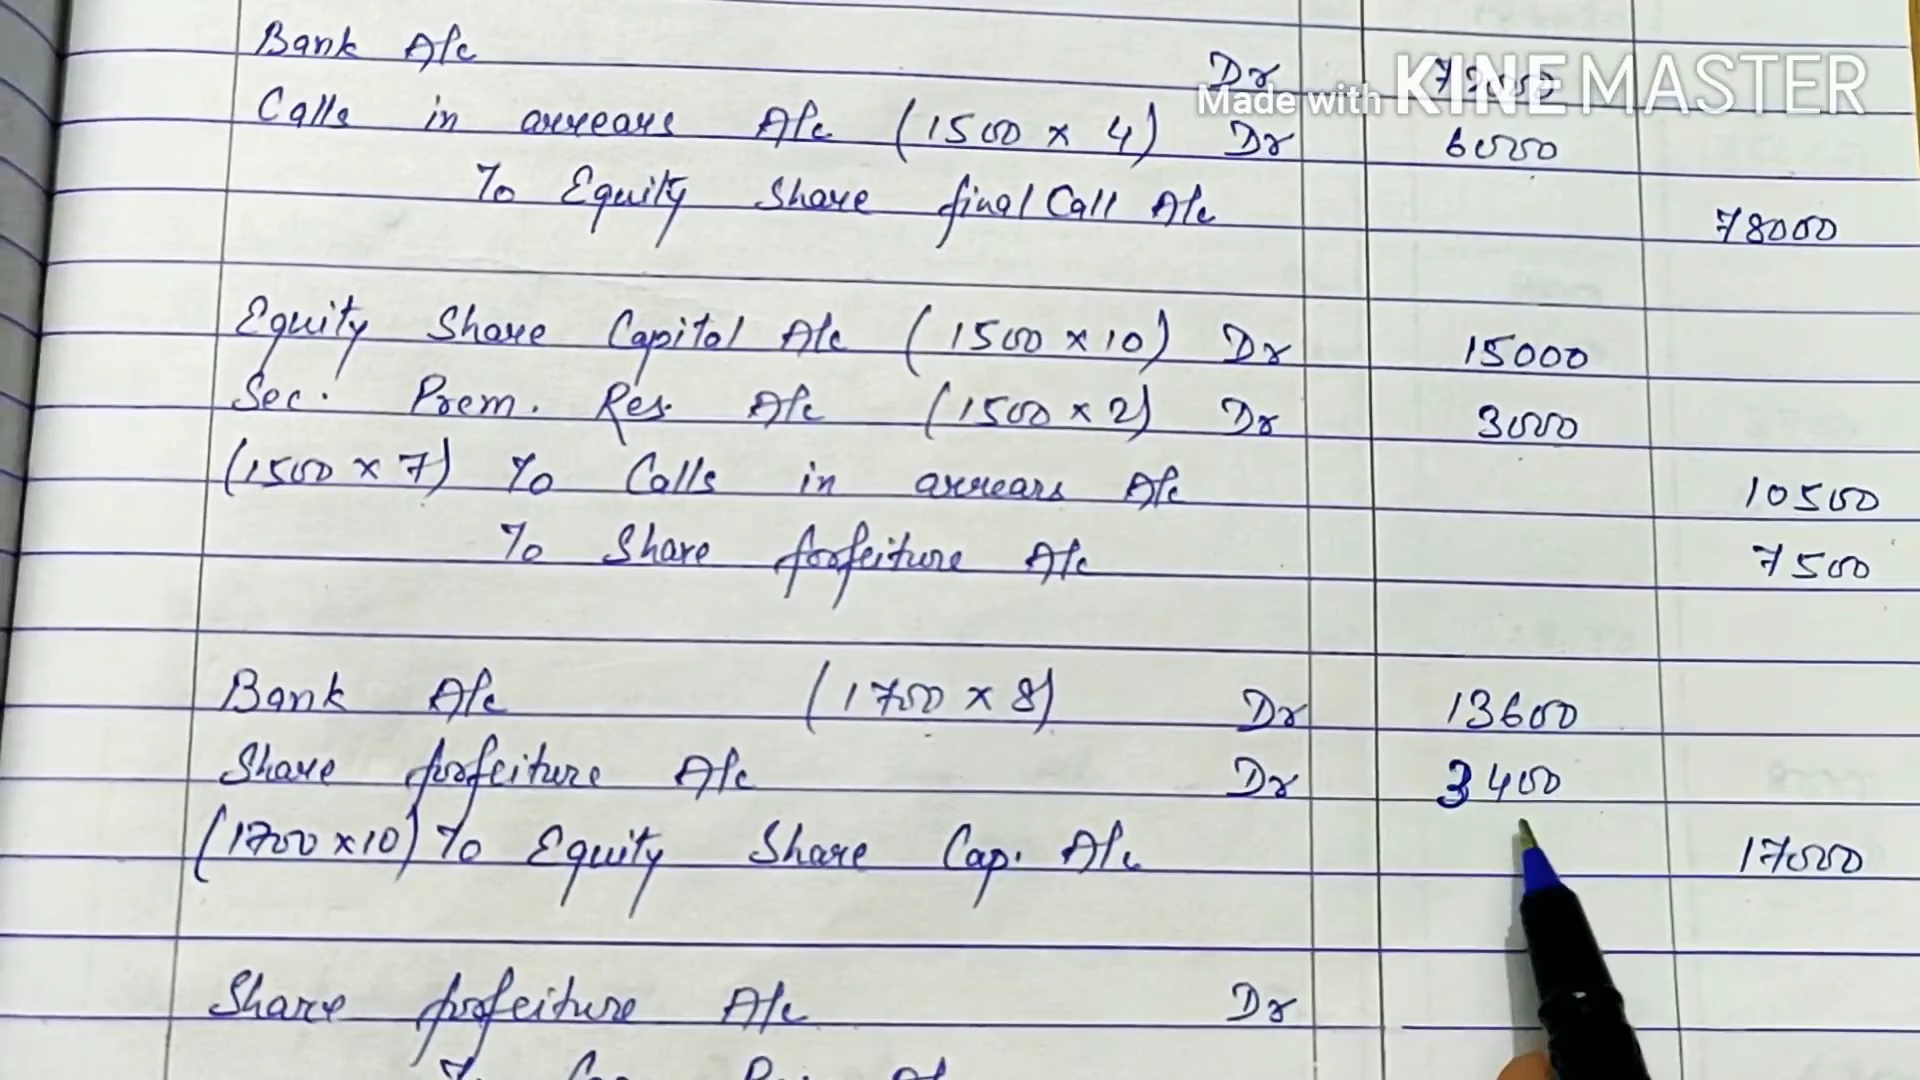 Bank A/c Dr 72000
Made with KINEMASTER
Calls in arrears A/c (1500 × 4) Dr 6000
To Equity Share final Call A/c 78000
Equity Share Capital A/c (1500 × 10) Dr 15000
Sec. Prem. Res. A/c (1500 × 2) Dr 3000
(1500 × 7) To Calls in arrears A/c 10500
To Share forfeiture A/c 7500
Bank A/c (1700 × 8) Dr 13600
Share forfeiture A/c Dr 3400
(1700 × 10) To Equity Share Cap. A/c 17000
Share forfeiture A/c Dr